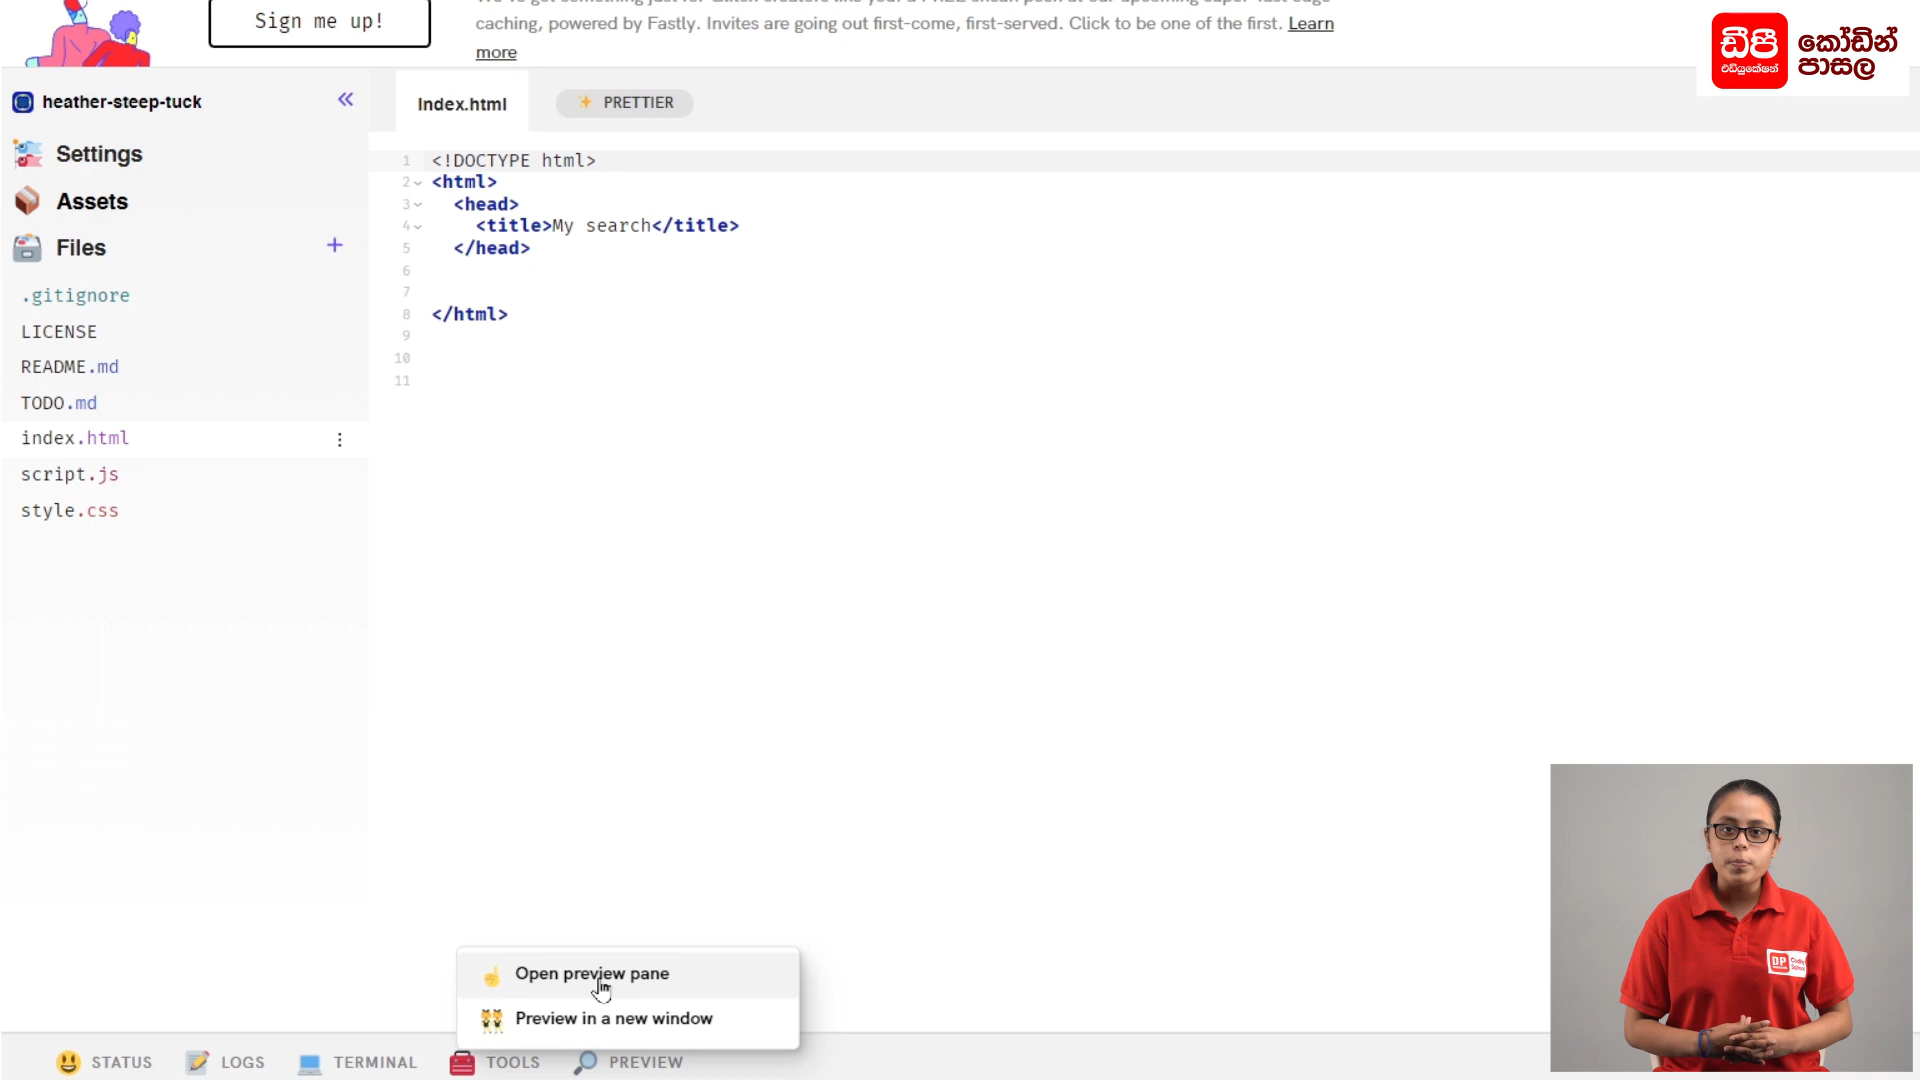 Sign me up!
caching, powered by Fastly. Invites are going out first-come, first-served. Click to be one of the first. Learn
more
ඩීපී
එඩියුකේෂන්
කෝඩින්
පාසල
heather-steep-tuck
Index.html
PRETTIER
Settings
Assets
Files
.gitignore
LICENSE
README.md
TODO.md
index.html
script.js
style.css
1 <!DOCTYPE html>
2 <html>
3 <head>
4 <title>My search</title>
5 </head>
6
7
8 </html>
9
10
11
Open preview pane
Preview in a new window
STATUS
LOGS
TERMINAL
TOOLS
PREVIEW
DP
Coding
School